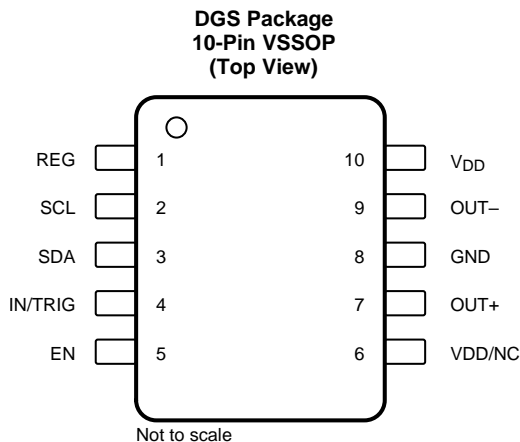 DGS Package
10-Pin VSSOP
(Top View)
REG 1 10 VDD
SCL 2 9 OUT−
SDA 3 8 GND
IN/TRIG 4 7 OUT+
EN 5 6 VDD/NC
Not to scale